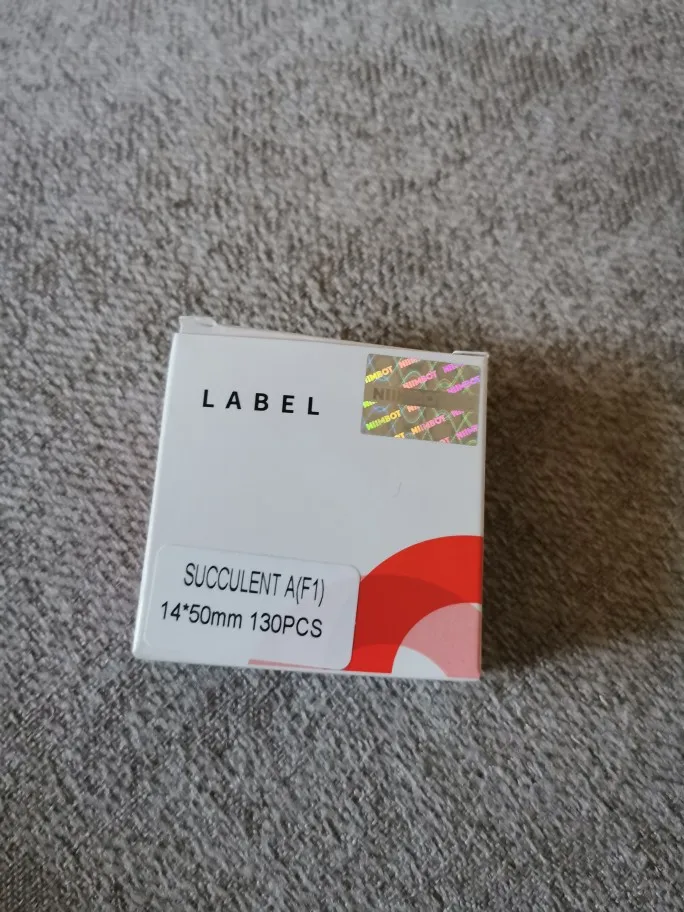 LABEL
NIIMBOT
SUCCULENT A(F1)
14*50mm 130PCS